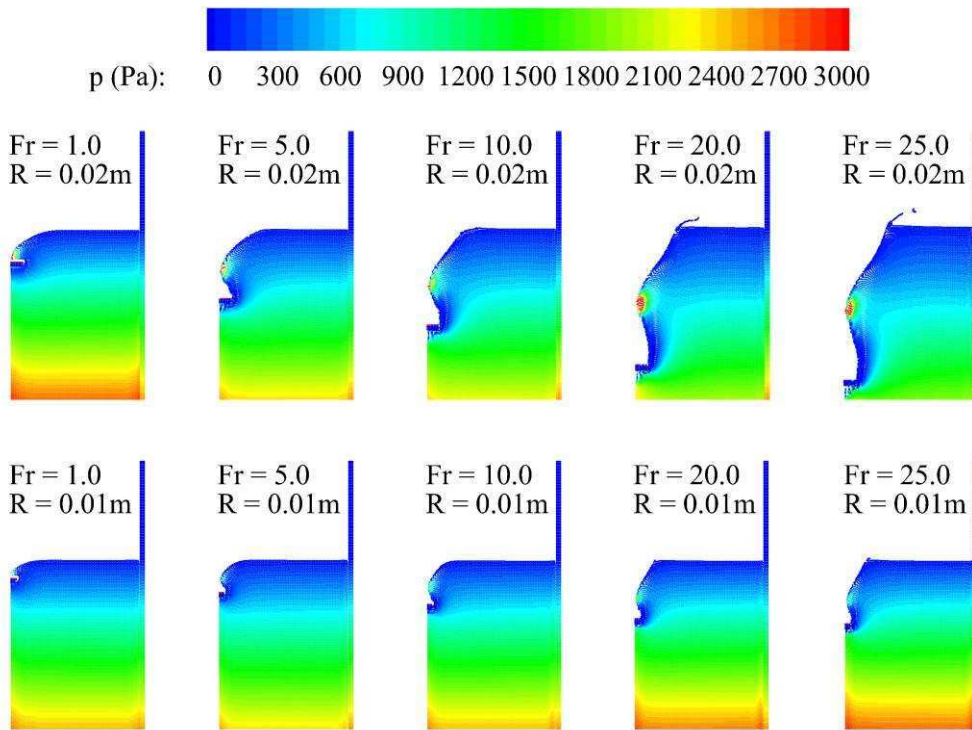 p (Pa): 0 300 600 900 1200 1500 1800 2100 2400 2700 3000
Fr = 1.0 Fr = 5.0 Fr = 10.0 Fr = 20.0 Fr = 25.0
R = 0.02m R = 0.02m R = 0.02m R = 0.02m R = 0.02m
Fr = 1.0 Fr = 5.0 Fr = 10.0 Fr = 20.0 Fr = 25.0
R = 0.01m R = 0.01m R = 0.01m R = 0.01m R = 0.01m